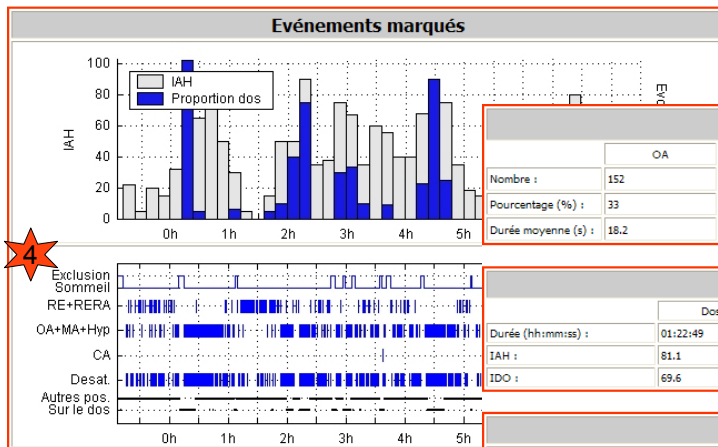 Evénements marqués
100
80
60
40
20
0
IAH
IAH
Proportion dos
0h 1h 2h 3h 4h 5h
Evo
OA
Nombre : 152
Pourcentage (%) : 33
Durée moyenne (s) : 18.2
4
Exclusion
Sommeil
RE+RERA
OA+MA+Hyp
CA
Desat.
Autres pos.
Sur le dos
0h 1h 2h 3h 4h 5h
Dos
Durée (hh:mm:ss) : 01:22:49
IAH : 81.1
IDO : 69.6